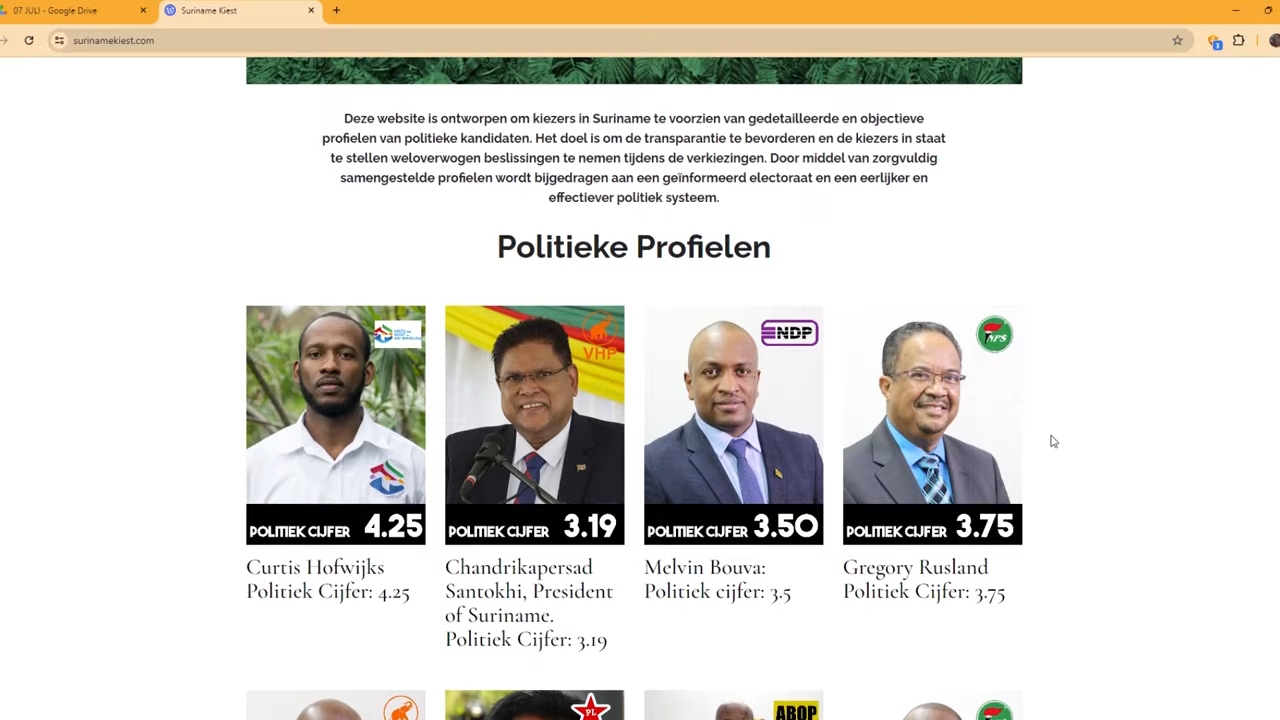 07 JULI - Google Drive
Suriname Kiest
surinamekiest.com
3
Deze website is ontworpen om kiezers in Suriname te voorzien van gedetailleerde en objectieve
profielen van politieke kandidaten. Het doel is om de transparantie te bevorderen en de kiezers in staat
te stellen weloverwogen beslissingen te nemen tijdens de verkiezingen. Door middel van zorgvuldig
samengestelde profielen wordt bijgedragen aan een geïnformeerd electoraat en een eerlijker en
effectiever politiek systeem.
Politieke Profielen
VHP
NDP
NPS
POLITIEK CIJFER 4.25
POLITIEK CIJFER 3.19
POLITIEK CIJFER 3.50
POLITIEK CIJFER 3.75
Curtis Hofwijks
Politiek Cijfer: 4.25
Chandrikapersad
Santokhi, President
of Suriname.
Politiek Cijfer: 3.19
Melvin Bouva:
Politiek cijfer: 3.5
Gregory Rusland
Politiek Cijfer: 3.75
PL
ABOP